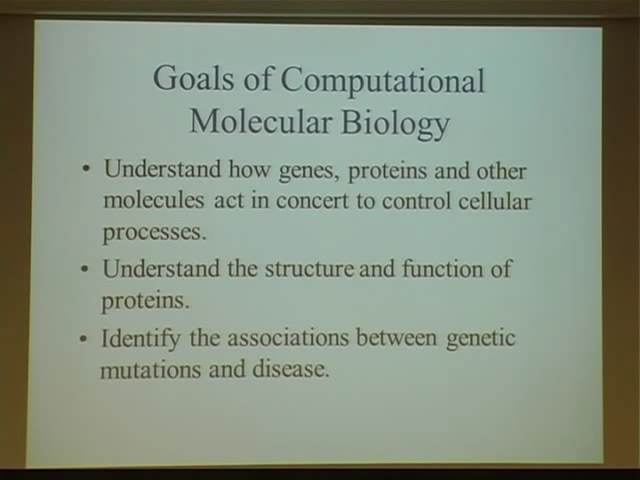 Goals of Computational
Molecular Biology
• Understand how genes, proteins and other
molecules act in concert to control cellular
processes.
• Understand the structure and function of
proteins.
• Identify the associations between genetic
mutations and disease.